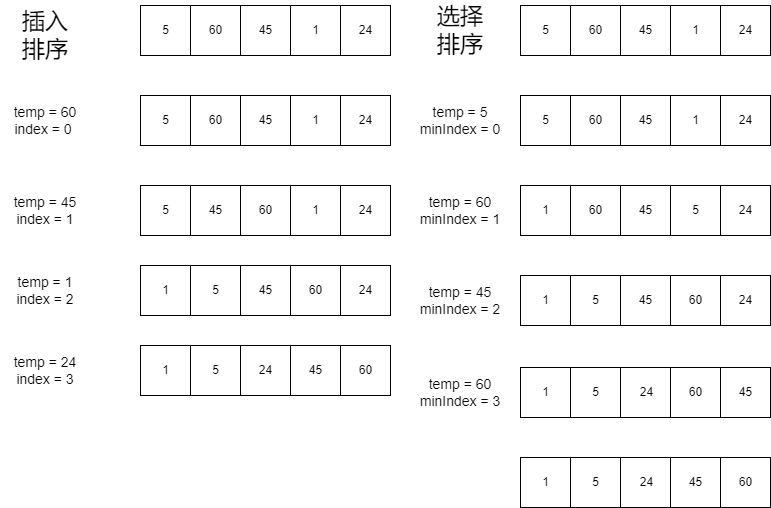 插入
排序
5 60 45 1 24
temp = 60
index = 0
5 60 45 1 24
temp = 45
index = 1
5 45 60 1 24
temp = 1
index = 2
1 5 45 60 24
temp = 24
index = 3
1 5 24 45 60
选择
排序
5 60 45 1 24
temp = 5
minIndex = 0
5 60 45 1 24
temp = 60
minIndex = 1
1 60 45 5 24
temp = 45
minIndex = 2
1 5 45 60 24
temp = 60
minIndex = 3
1 5 24 60 45
1 5 24 45 60